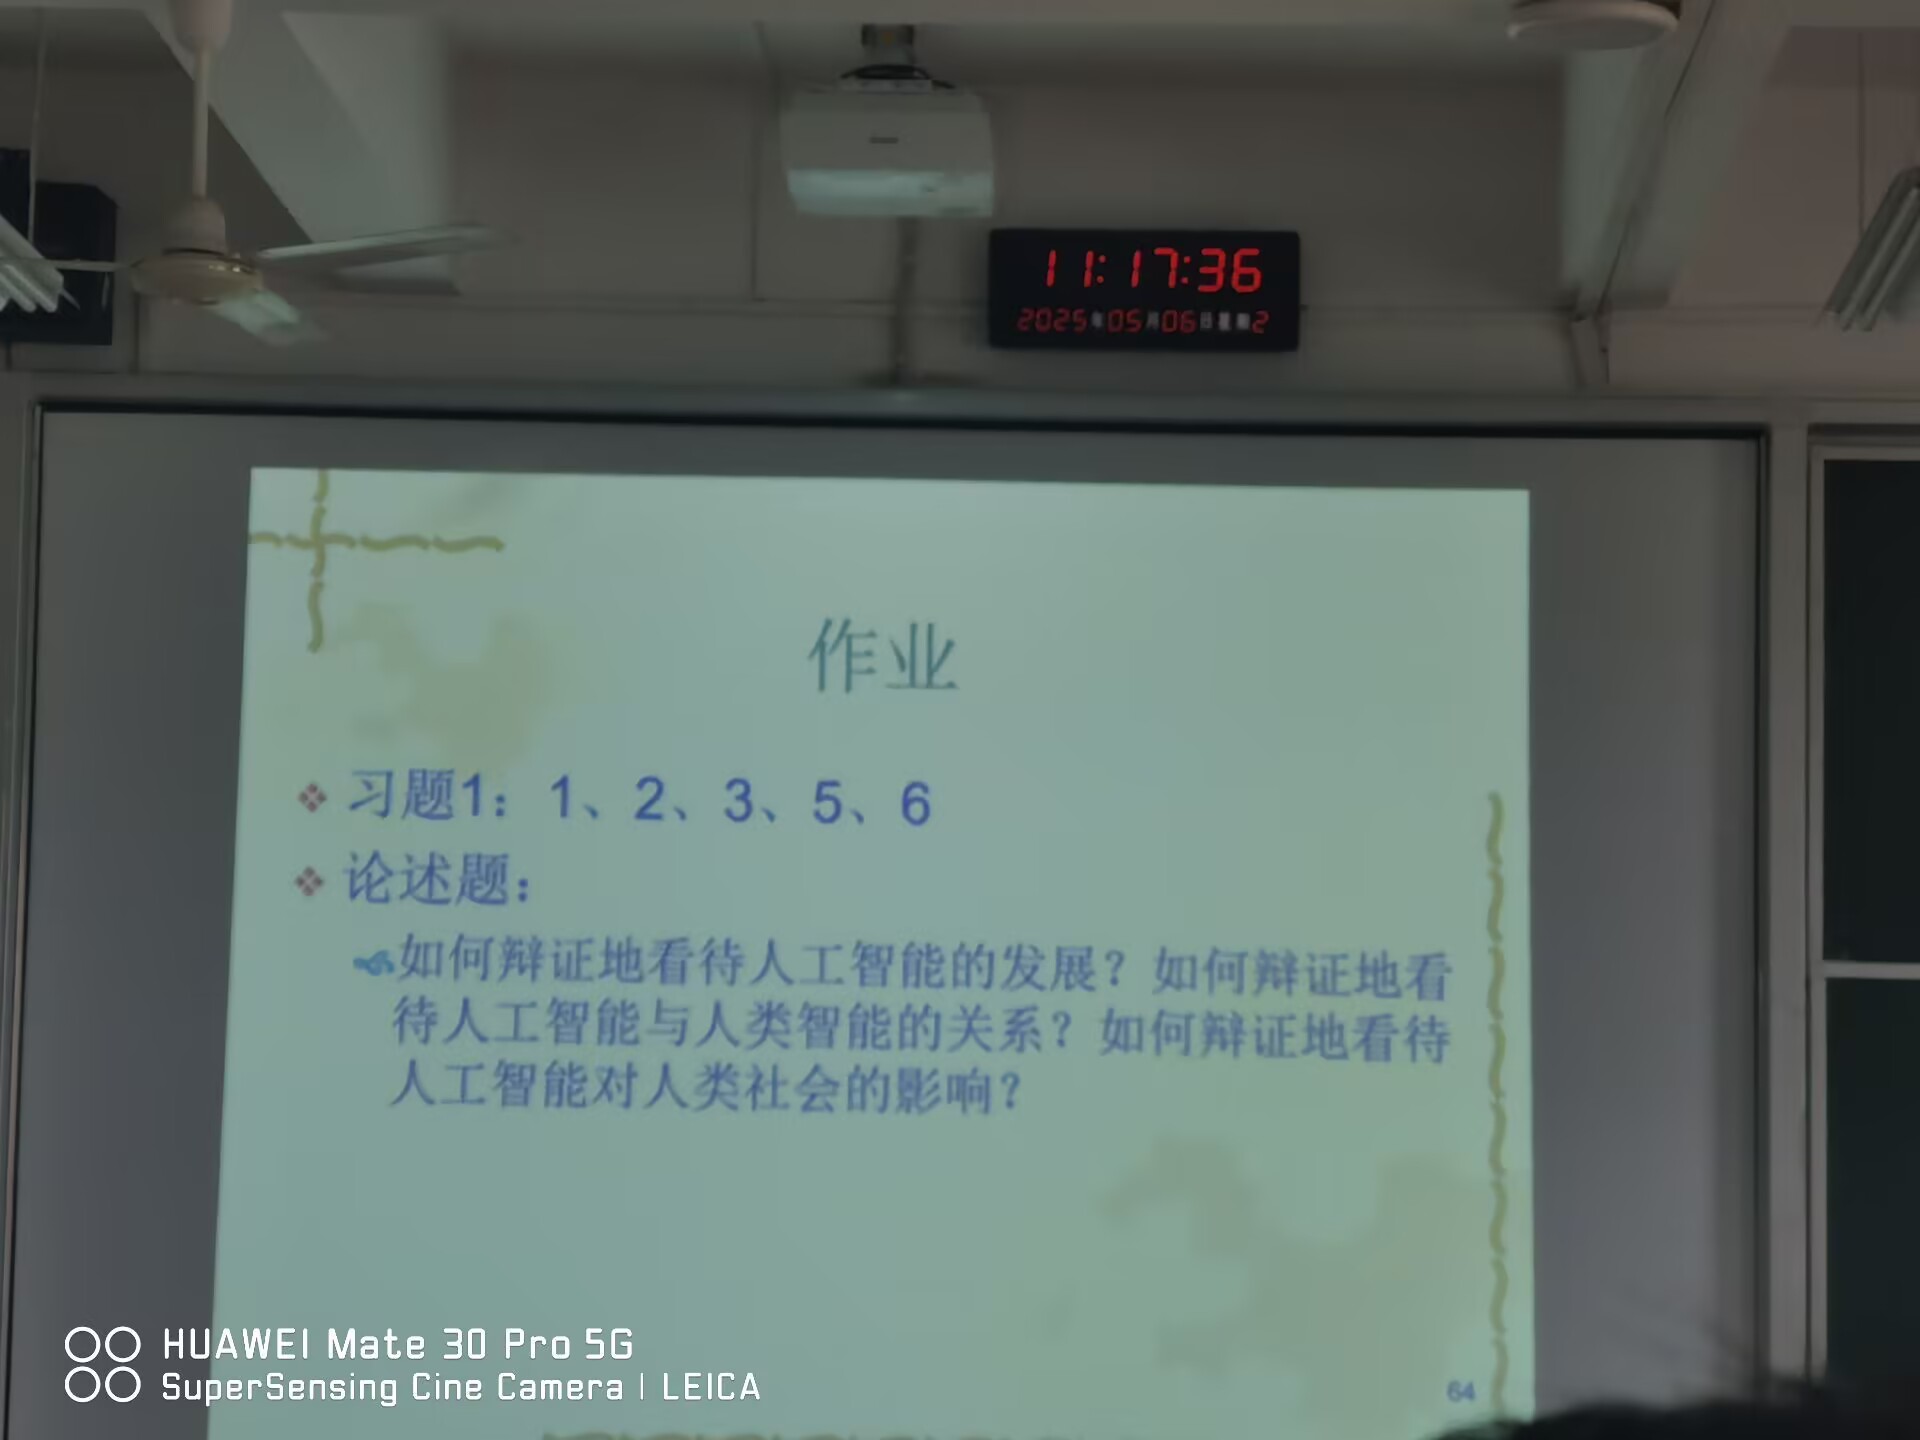 11:17:36
2025年05月06日星期2
作业
习题1：1、2、3、5、6
论述题：
如何辩证地看待人工智能的发展？如何辩证地看
待人工智能与人类智能的关系？如何辩证地看待
人工智能对人类社会的影响？
64
HUAWEI Mate 30 Pro 5G
SuperSensing Cine Camera | LEICA